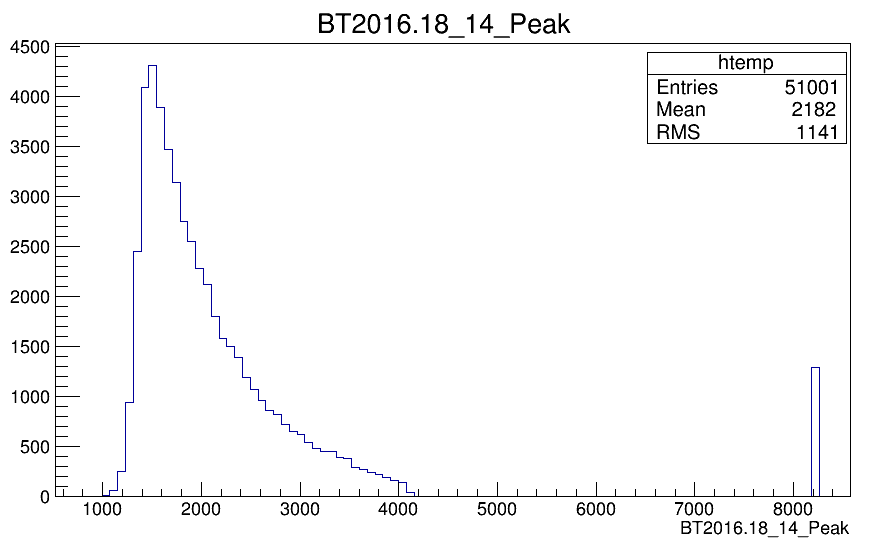 BT2016.18_14_Peak
htemp
Entries 51001
Mean 2182
RMS 1141
4500
4000
3500
3000
2500
2000
1500
1000
500
0
1000 2000 3000 4000 5000 6000 7000 8000
BT2016.18_14_Peak